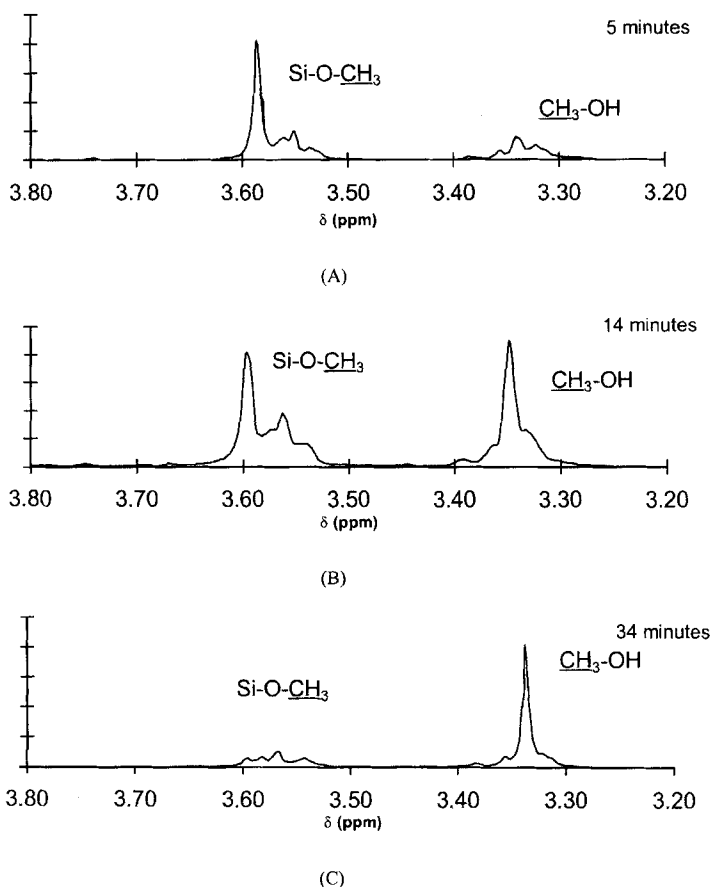 5 minutes
Si-O-CH3
CH3-OH
3.80 3.70 3.60 3.50 3.40 3.30 3.20
δ (ppm)
(A)
14 minutes
Si-O-CH3
CH3-OH
3.80 3.70 3.60 3.50 3.40 3.30 3.20
δ (ppm)
(B)
34 minutes
CH3-OH
Si-O-CH3
3.80 3.70 3.60 3.50 3.40 3.30 3.20
δ (ppm)
(C)